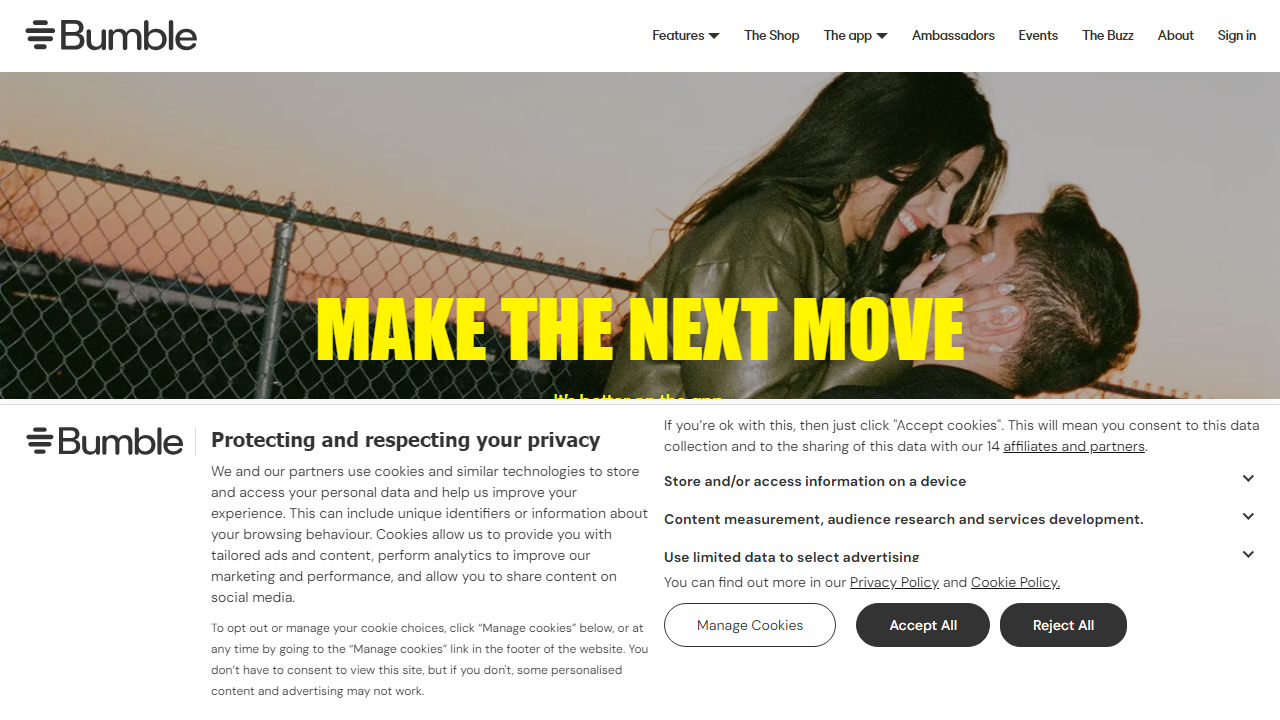 Bumble
Features
The Shop
The app
Ambassadors
Events
The Buzz
About
Sign in
MAKE THE NEXT MOVE
It's better on the app
Bumble
Protecting and respecting your privacy
We and our partners use cookies and similar technologies to store
and access your personal data and help us improve your
experience. This can include unique identifiers or information about
your browsing behaviour. Cookies allow us to provide you with
tailored ads and content, perform analytics to improve our
marketing and performance, and allow you to share content on
social media.
To opt out or manage your cookie choices, click “Manage cookies” below, or at
any time by going to the “Manage cookies” link in the footer of the website. You
don’t have to consent to view this site, but if you don't, some personalised
content and advertising may not work.
If you’re ok with this, then just click "Accept cookies". This will mean you consent to this data
collection and to the sharing of this data with our 14 affiliates and partners.
Store and/or access information on a device
Content measurement, audience research and services development.
Use limited data to select advertising
You can find out more in our Privacy Policy and Cookie Policy.
Manage Cookies
Accept All
Reject All